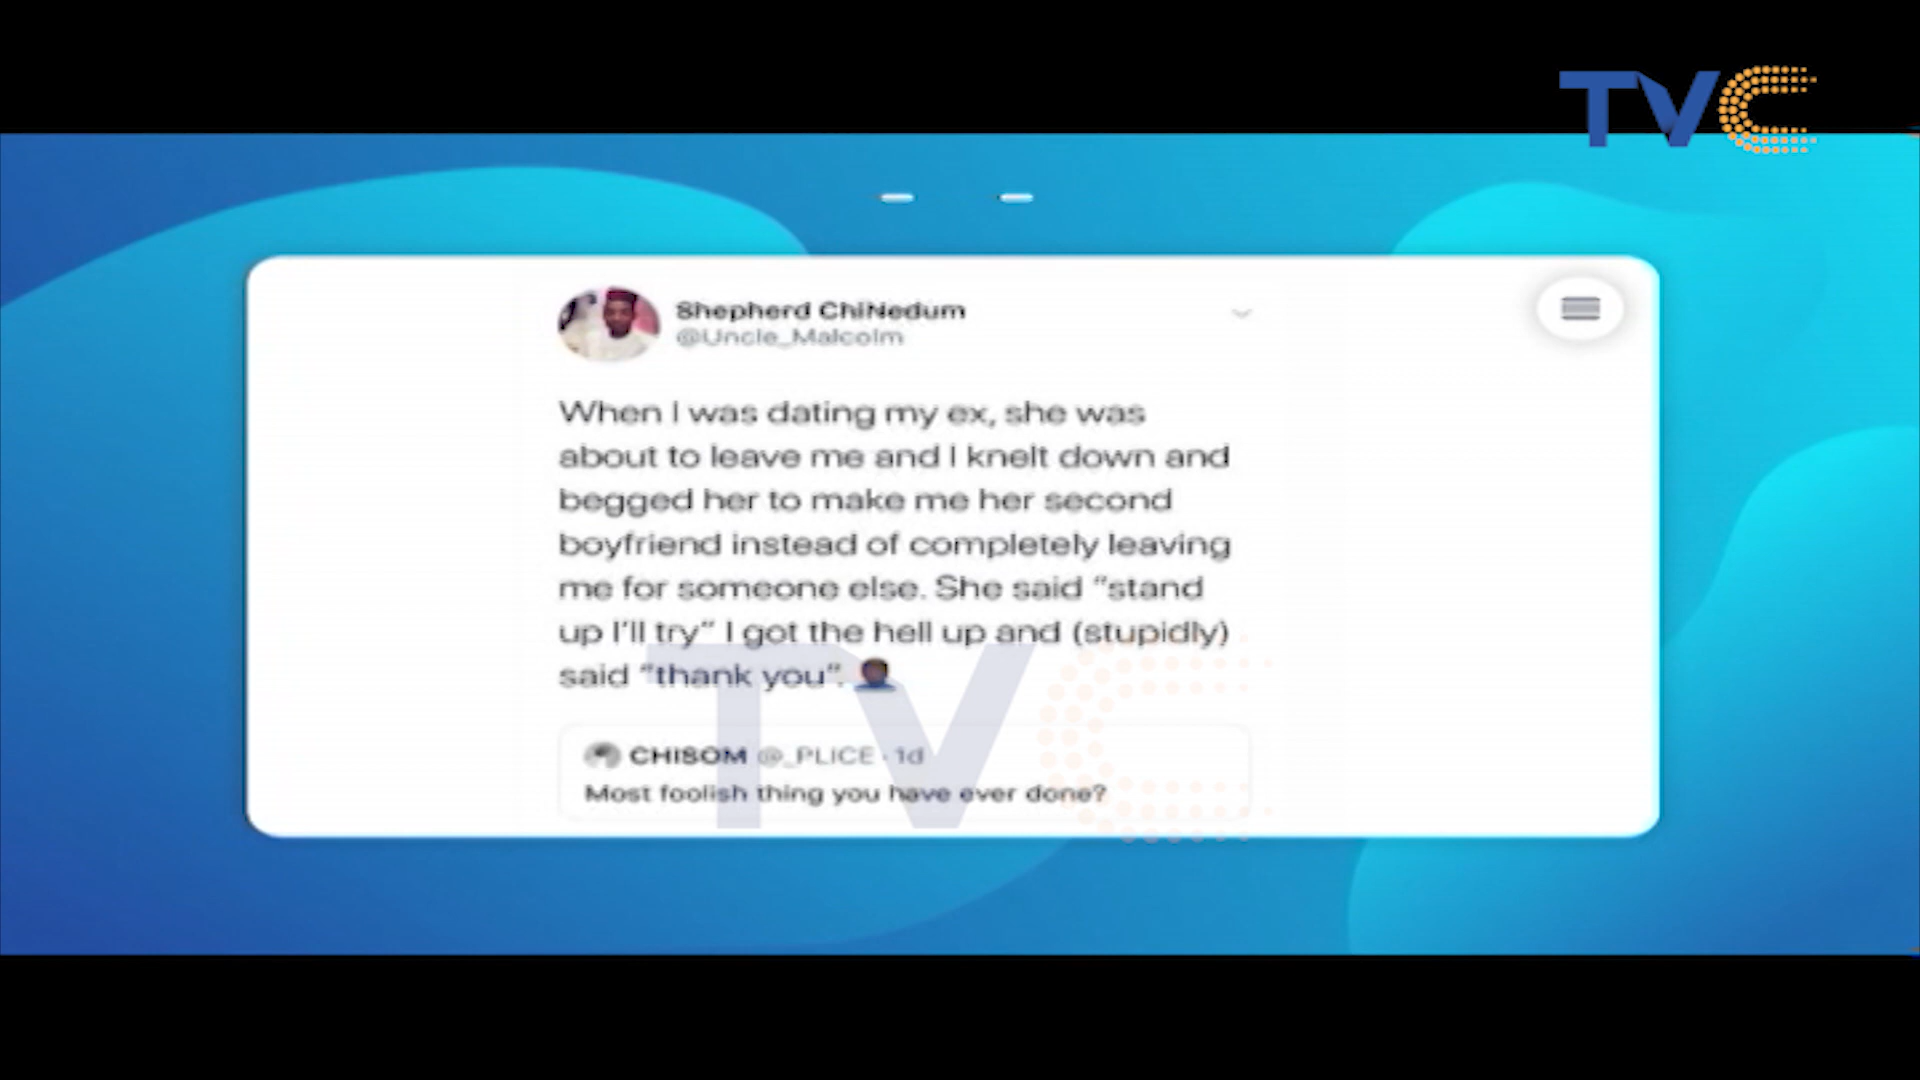 TVC
Shepherd ChiNedum
@Uncle_Malcolm
When I was dating my ex, she was
about to leave me and I knelt down and
begged her to make me her second
boyfriend instead of completely leaving
me for someone else. She said “stand
up I'll try” I got the hell up and (stupidly)
said “thank you”.
CHISOM @_PLICE · 1d
Most foolish thing you have ever done?
TVC